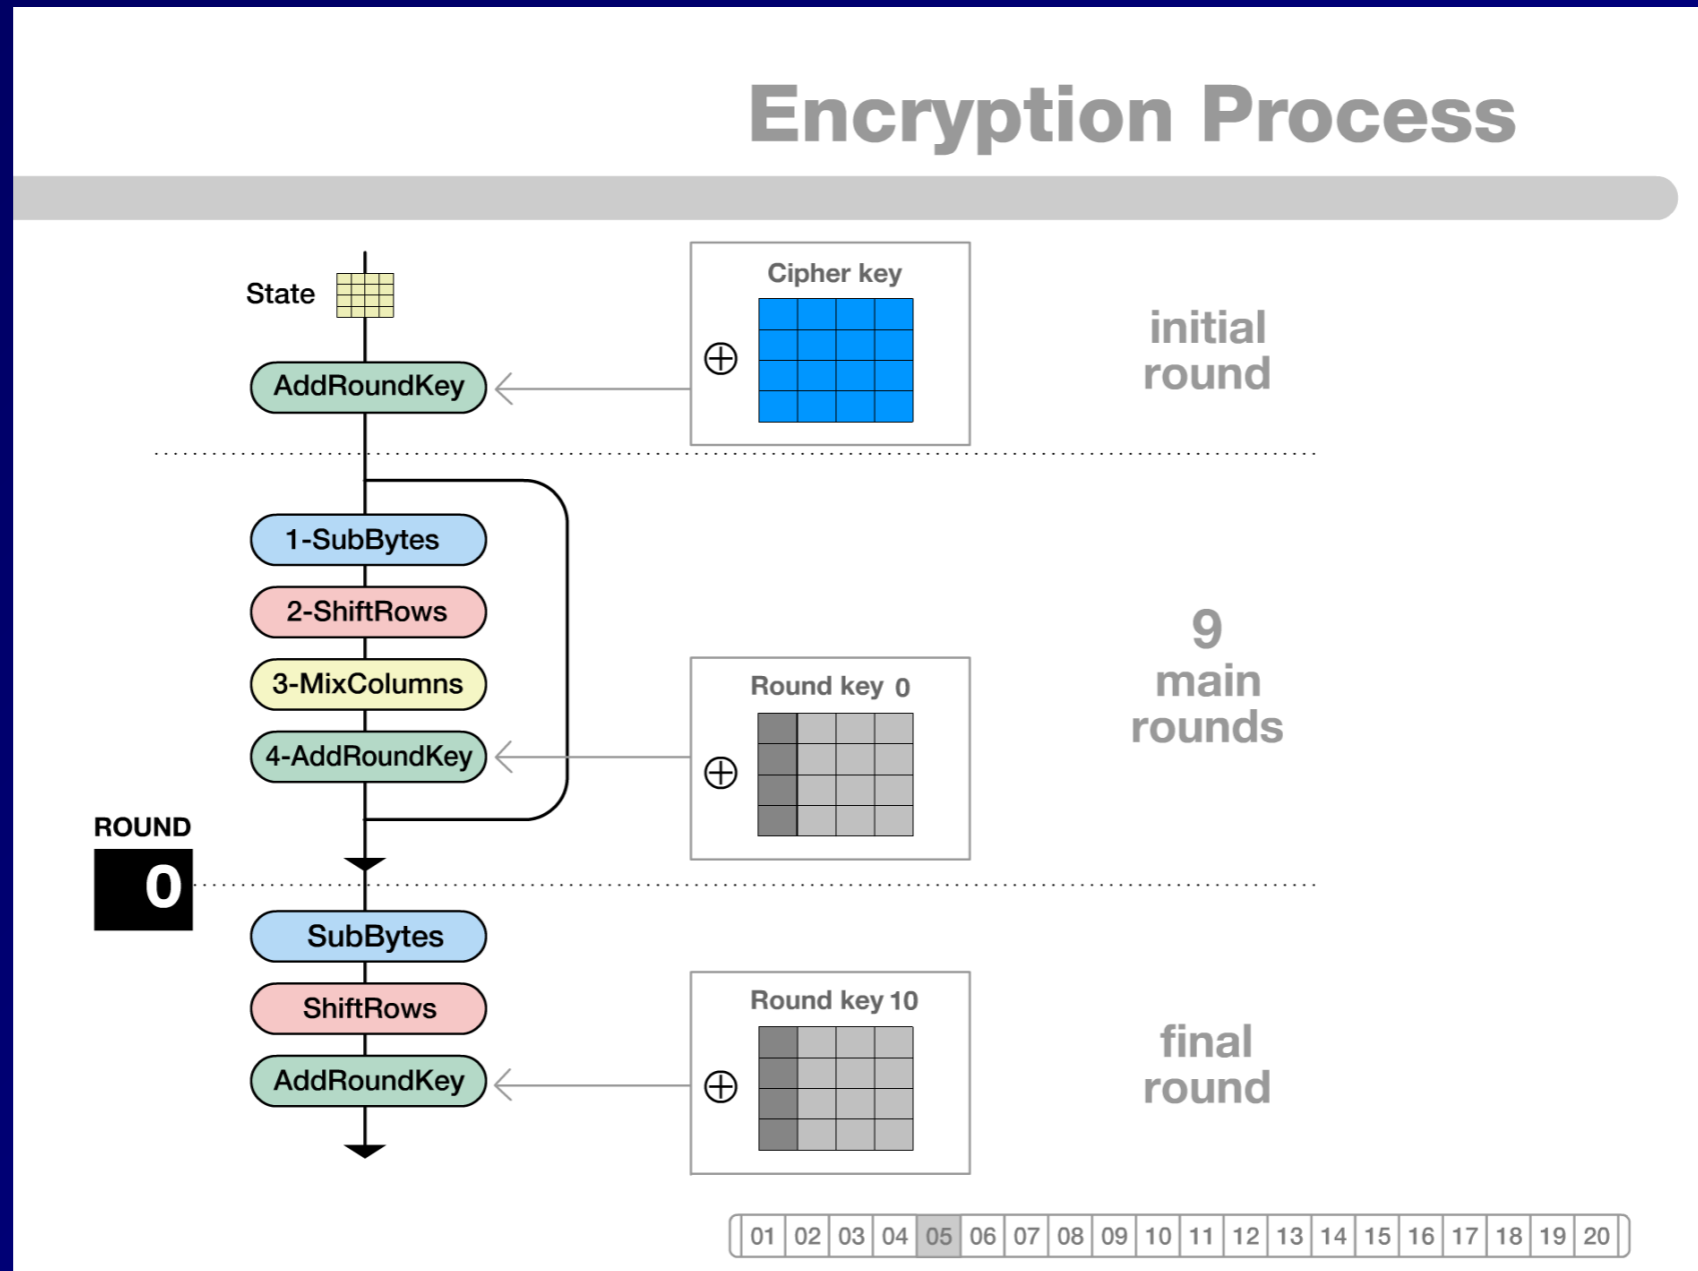 Encryption Process
State
Cipher key
initial
round
AddRoundKey
1-SubBytes
2-ShiftRows
3-MixColumns
4-AddRoundKey
Round key 0
9
main
rounds
ROUND
0
SubBytes
ShiftRows
AddRoundKey
Round key 10
final
round
01 02 03 04 05 06 07 08 09 10 11 12 13 14 15 16 17 18 19 20